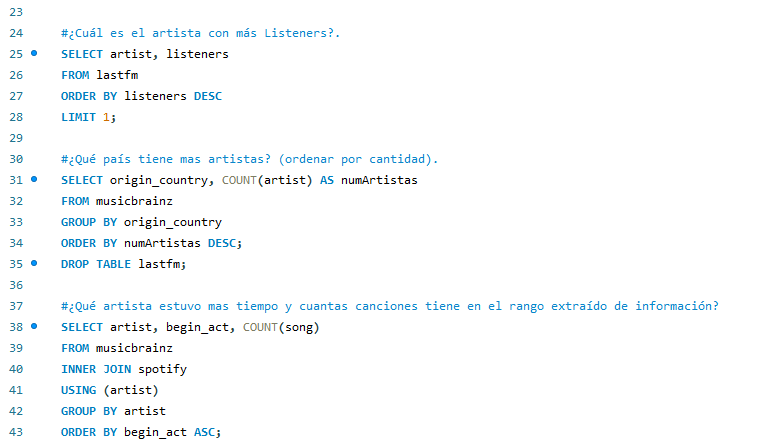 23
24 #¿Cuál es el artista con más Listeners?.
25 SELECT artist, listeners
26 FROM lastfm
27 ORDER BY listeners DESC
28 LIMIT 1;
29
30 #¿Qué país tiene mas artistas? (ordenar por cantidad).
31 SELECT origin_country, COUNT(artist) AS numArtistas
32 FROM musicbrainz
33 GROUP BY origin_country
34 ORDER BY numArtistas DESC;
35 DROP TABLE lastfm;
36
37 #¿Qué artista estuvo mas tiempo y cuantas canciones tiene en el rango extraído de información?
38 SELECT artist, begin_act, COUNT(song)
39 FROM musicbrainz
40 INNER JOIN spotify
41 USING (artist)
42 GROUP BY artist
43 ORDER BY begin_act ASC;